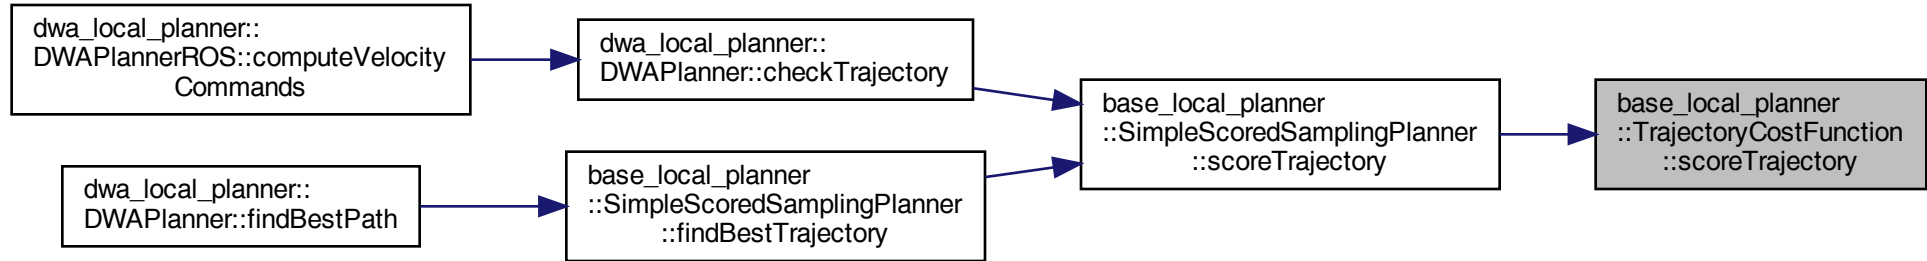 dwa_local_planner::
DWAPlannerROS::computeVelocity
Commands
dwa_local_planner::
DWAPlanner::checkTrajectory
base_local_planner
::SimpleScoredSamplingPlanner
::scoreTrajectory
base_local_planner
::TrajectoryCostFunction
::scoreTrajectory
dwa_local_planner::
DWAPlanner::findBestPath
base_local_planner
::SimpleScoredSamplingPlanner
::findBestTrajectory